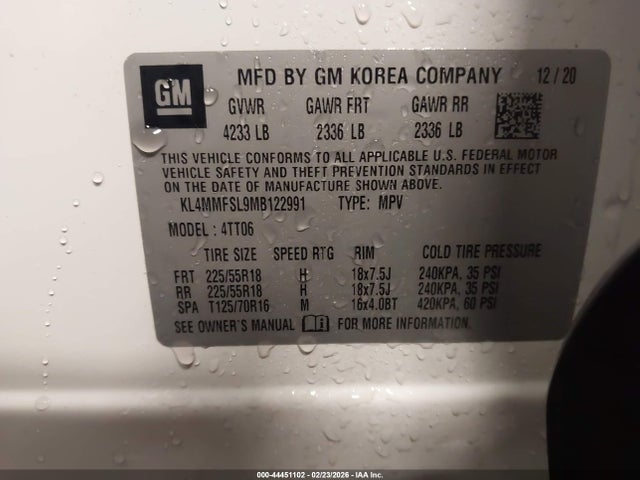 GM MFD BY GM KOREA COMPANY 12/20
GVWR GAWR FRT GAWR RR
4233 LB 2336 LB 2336 LB
THIS VEHICLE CONFORMS TO ALL APPLICABLE U.S. FEDERAL MOTOR
VEHICLE SAFETY AND THEFT PREVENTION STANDARDS IN EFFECT
ON THE DATE OF MANUFACTURE SHOWN ABOVE.
KL4MMFSL9MB122991 TYPE: MPV
MODEL: 4TT06
TIRE SIZE SPEED RTG RIM COLD TIRE PRESSURE
FRT 225/55R18 H 18x7.5J 240KPA, 35 PSI
RR 225/55R18 H 18x7.5J 240KPA, 35 PSI
SPA T125/70R16 M 16x4.0BT 420KPA, 60 PSI
SEE OWNER'S MANUAL FOR MORE INFORMATION.
000-44451102 - 02/23/2026 - IAA Inc.